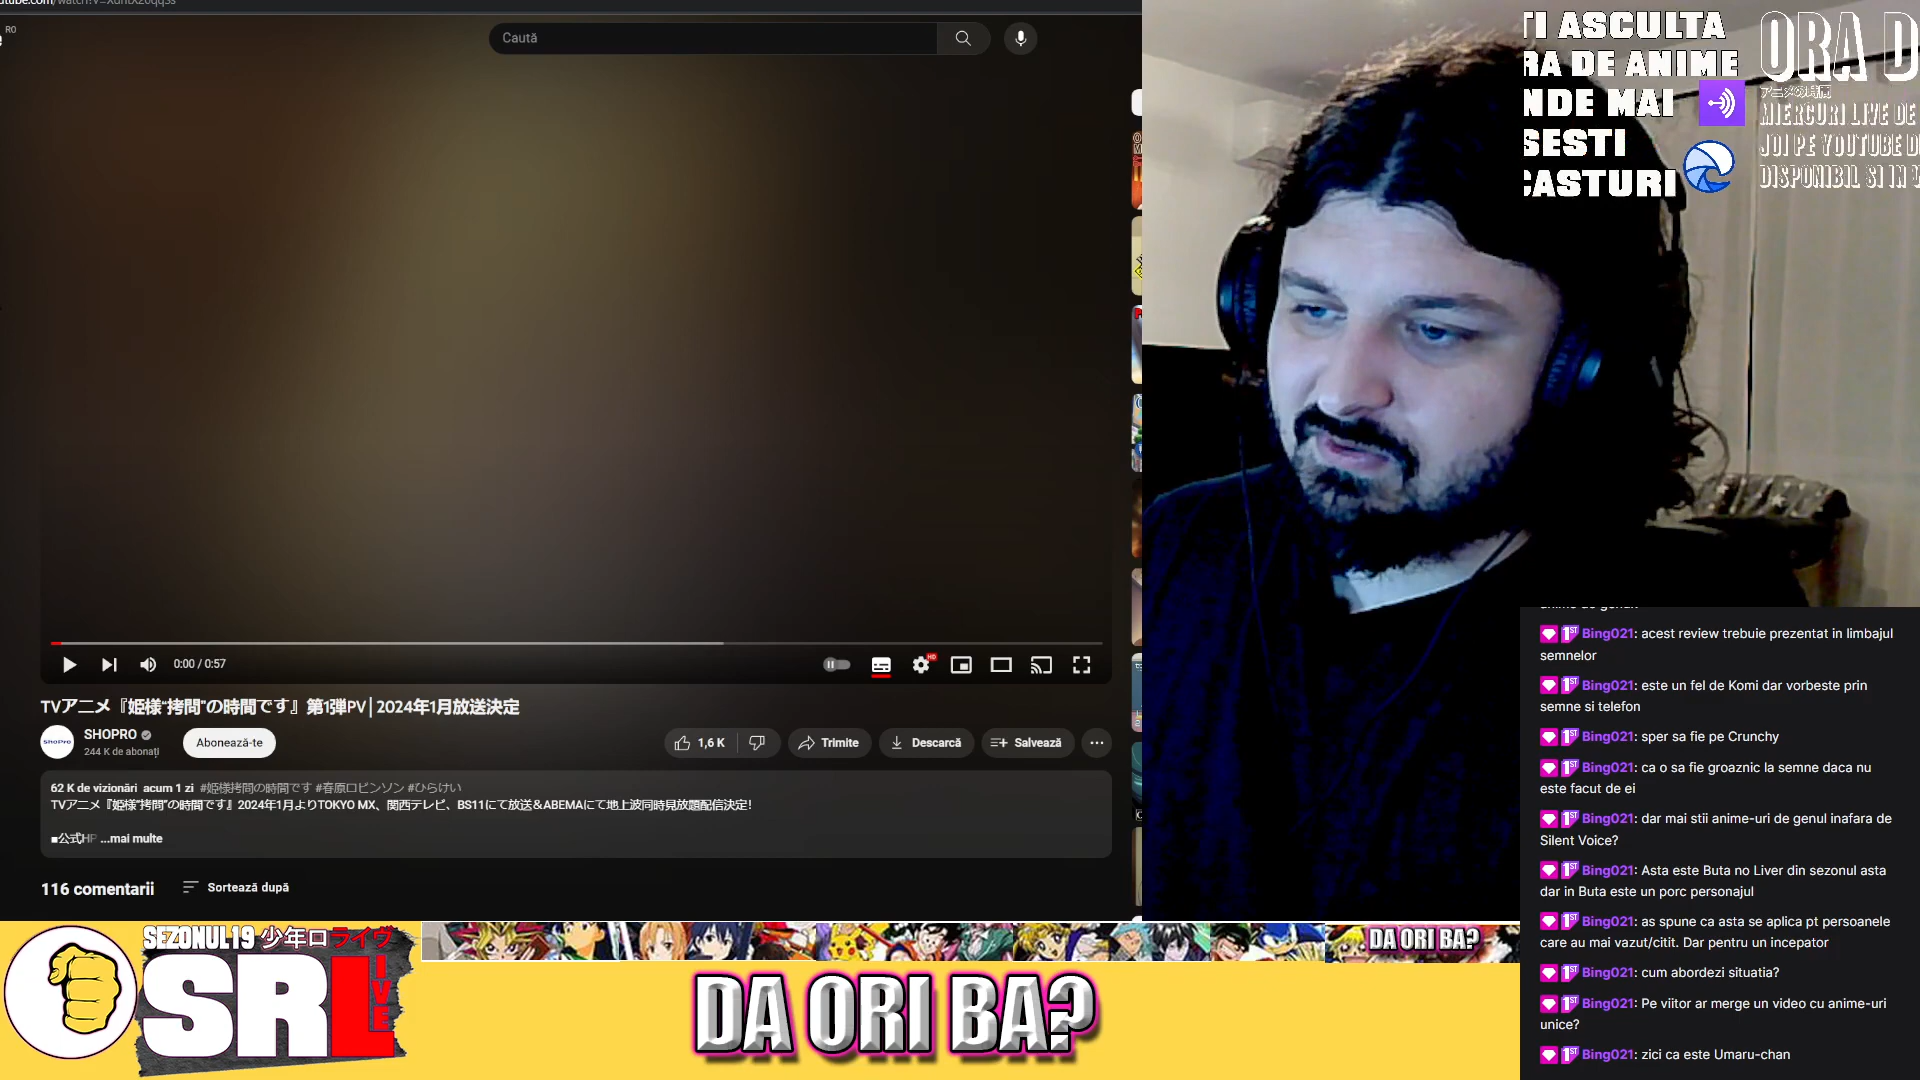 RO
Caută
0:00 / 0:57
HD
TVアニメ『姫様“拷問”の時間です』第1弾PV│2024年1月放送決定
ShoPro
SHOPRO
244 K de abonați
Abonează-te
1,6 K
Trimite
Descarcă
Salvează
62 K de vizionări acum 1 zi #姫様拷問の時間です #春原ロビンソン #ひらけい
TVアニメ『姫様“拷問”の時間です』2024年1月よりTOKYO MX、関西テレビ、BS11にて放送＆ABEMAにて地上波同時見放題配信決定!
■公式HP ...mai multe
116 comentarii
Sortează după
TI ASCULTA
RA DE ANIME
NDE MAI
SESTI
CASTURI
ORA D
アニメの時間
MIERCURI LIVE DE
JOI PE YOUTUBE D
DISPONIBIL SI IN
Bing021: acest review trebuie prezentat in limbajul
semnelor
Bing021: este un fel de Komi dar vorbeste prin
semne si telefon
Bing021: sper sa fie pe Crunchy
Bing021: ca o sa fie groaznic la semne daca nu
este facut de ei
Bing021: dar mai stii anime-uri de genul inafara de
Silent Voice?
Bing021: Asta este Buta no Liver din sezonul asta
dar in Buta este un porc personajul
Bing021: as spune ca asta se aplica pt persoanele
care au mai vazut/citit. Dar pentru un incepator
Bing021: cum abordezi situatia?
Bing021: Pe viitor ar merge un video cu anime-uri
unice?
Bing021: zici ca este Umaru-chan
SEZONUL 19 少年ロライヴ
SRL
LIVE
DA ORI BA?
DA ORI BA?